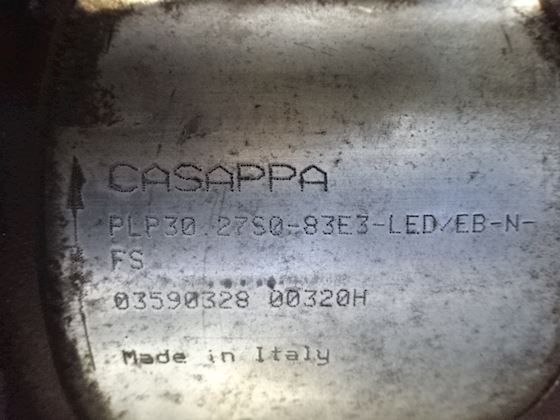 CASAPPA
PLP30.27S0-83E3-LED/EB-N-
FS
03590328 00320H
Made in Italy